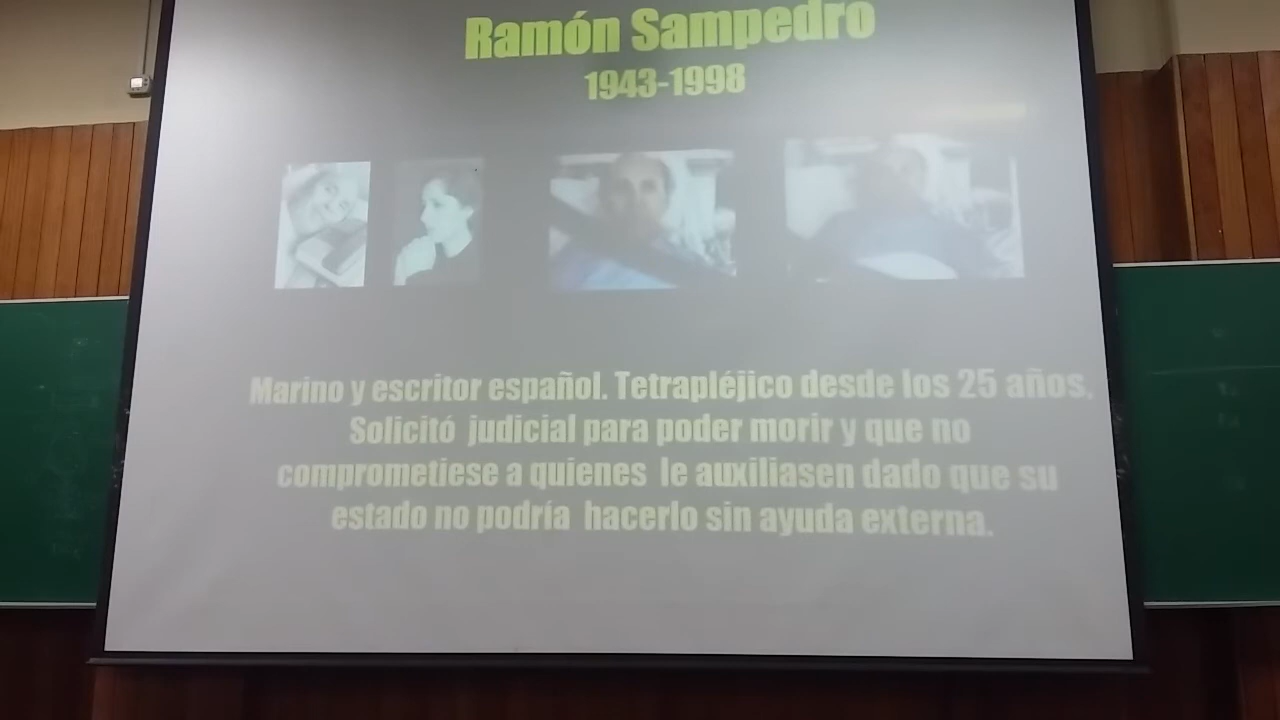 Ramón Sampedro
1943-1998
Marino y escritor español. Tetrapléjico desde los 25 años.
Solicitó judicial para poder morir y que no
comprometiese a quienes le auxiliasen dado que su
estado no podría hacerlo sin ayuda externa.